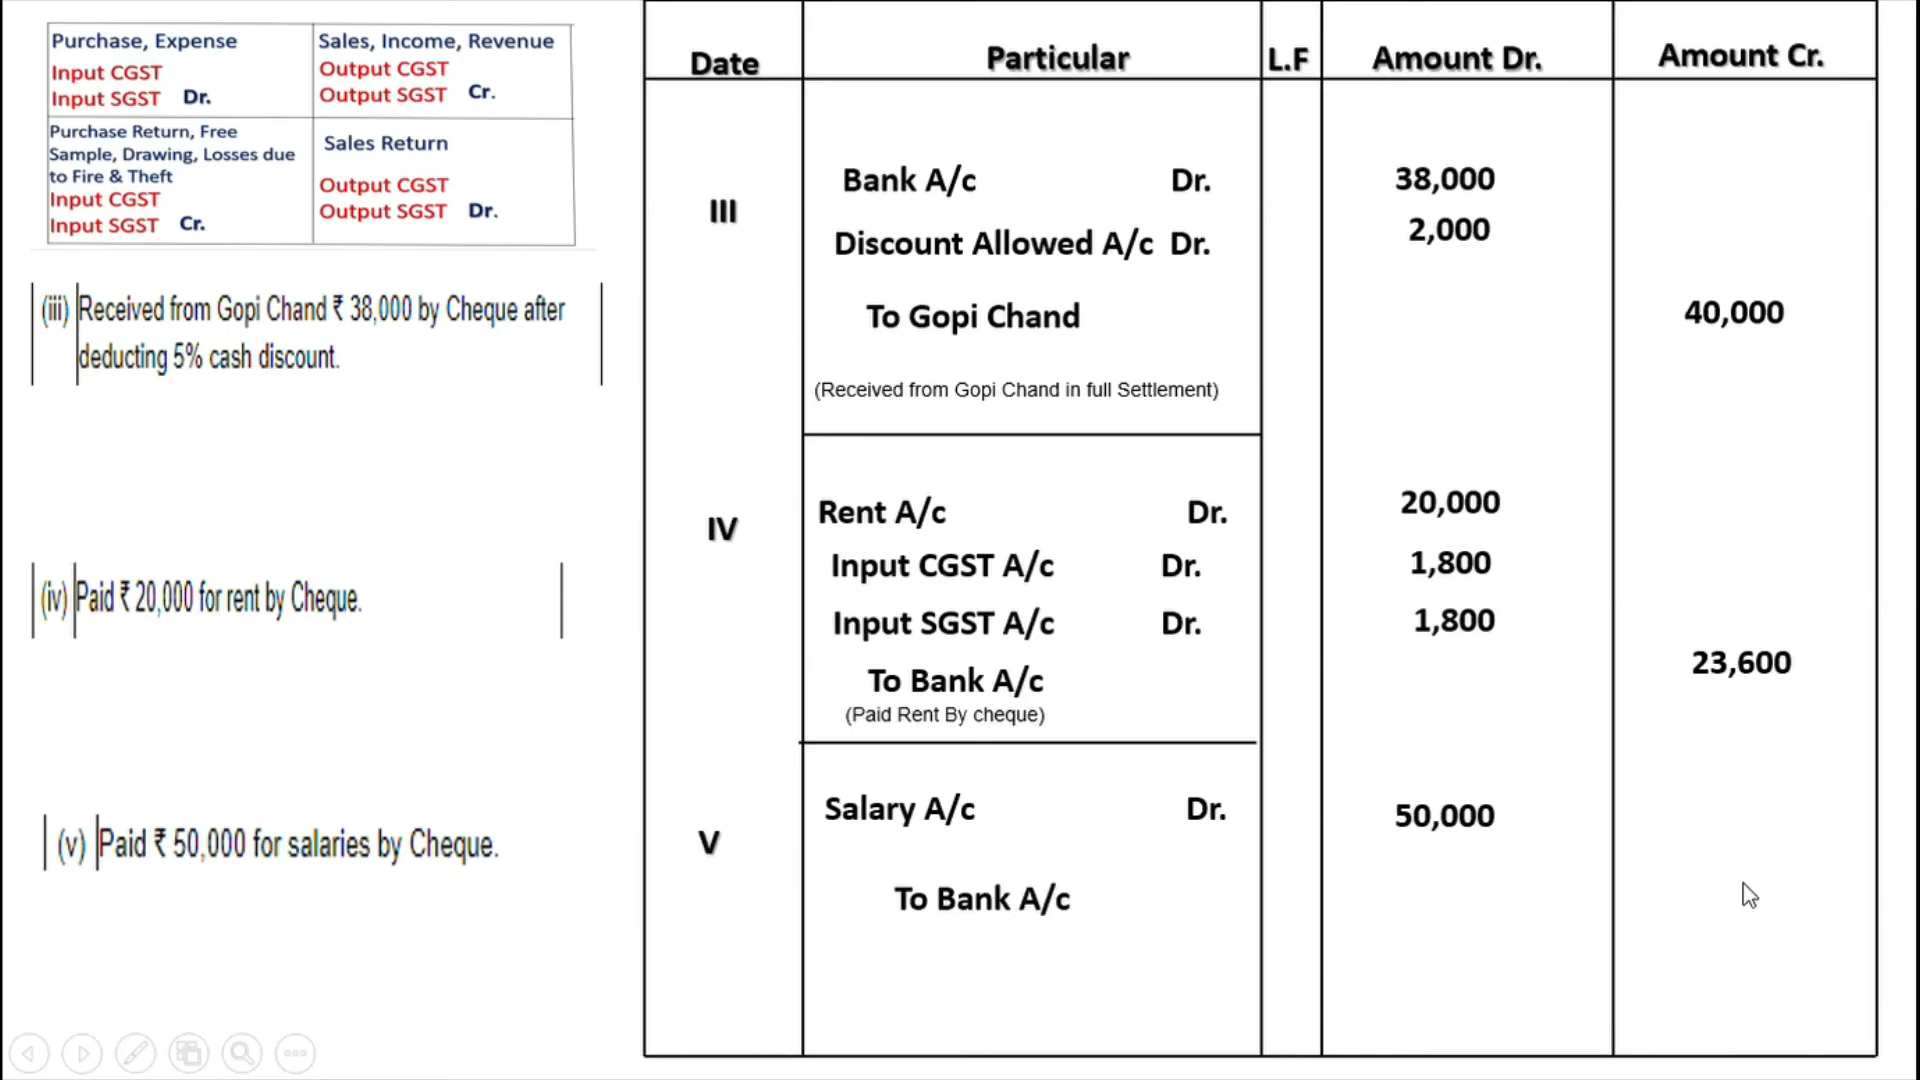 Purchase, Expense
Input CGST
Input SGST Dr.
Sales, Income, Revenue
Output CGST
Output SGST Cr.
Purchase Return, Free
Sample, Drawing, Losses due
to Fire & Theft
Input CGST
Input SGST Cr.
Sales Return
Output CGST
Output SGST Dr.
(iii) Received from Gopi Chand ₹ 38,000 by Cheque after
deducting 5% cash discount.
(iv) Paid ₹ 20,000 for rent by Cheque.
(v) Paid ₹ 50,000 for salaries by Cheque.
Date Particular L.F Amount Dr. Amount Cr.
III Bank A/c Dr. 38,000
Discount Allowed A/c Dr. 2,000
To Gopi Chand 40,000
(Received from Gopi Chand in full Settlement)
IV Rent A/c Dr. 20,000
Input CGST A/c Dr. 1,800
Input SGST A/c Dr. 1,800
To Bank A/c 23,600
(Paid Rent By cheque)
V Salary A/c Dr. 50,000
To Bank A/c